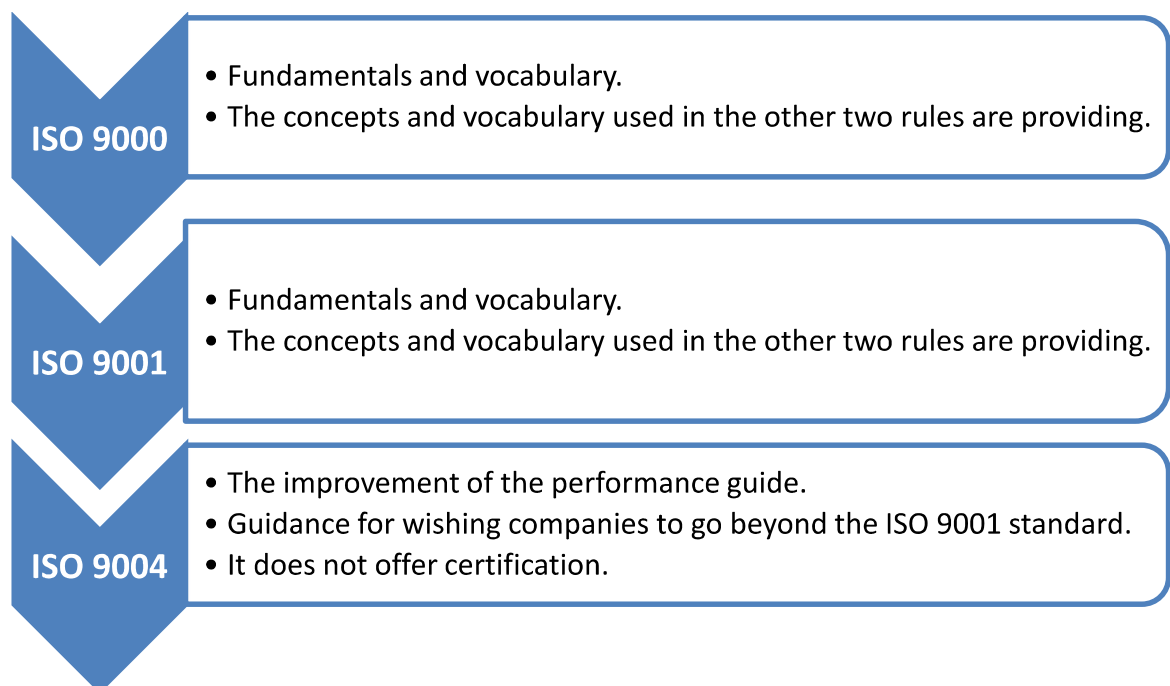 ISO 9000
• Fundamentals and vocabulary.
• The concepts and vocabulary used in the other two rules are providing.
ISO 9001
• Fundamentals and vocabulary.
• The concepts and vocabulary used in the other two rules are providing.
ISO 9004
• The improvement of the performance guide.
• Guidance for wishing companies to go beyond the ISO 9001 standard.
• It does not offer certification.